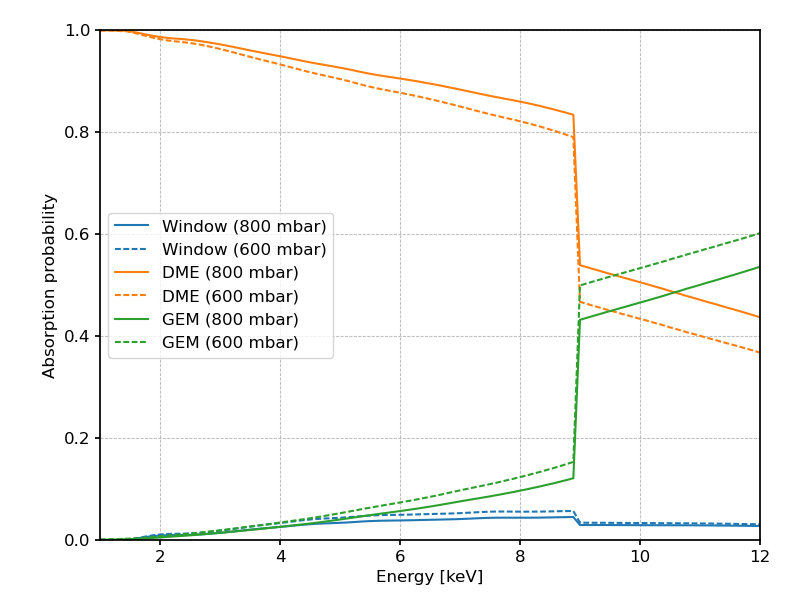 1.0
0.8
0.6
0.4
0.2
0.0
Absorption probability
Window (800 mbar)
Window (600 mbar)
DME (800 mbar)
DME (600 mbar)
GEM (800 mbar)
GEM (600 mbar)
2 4 6 8 10 12
Energy [keV]